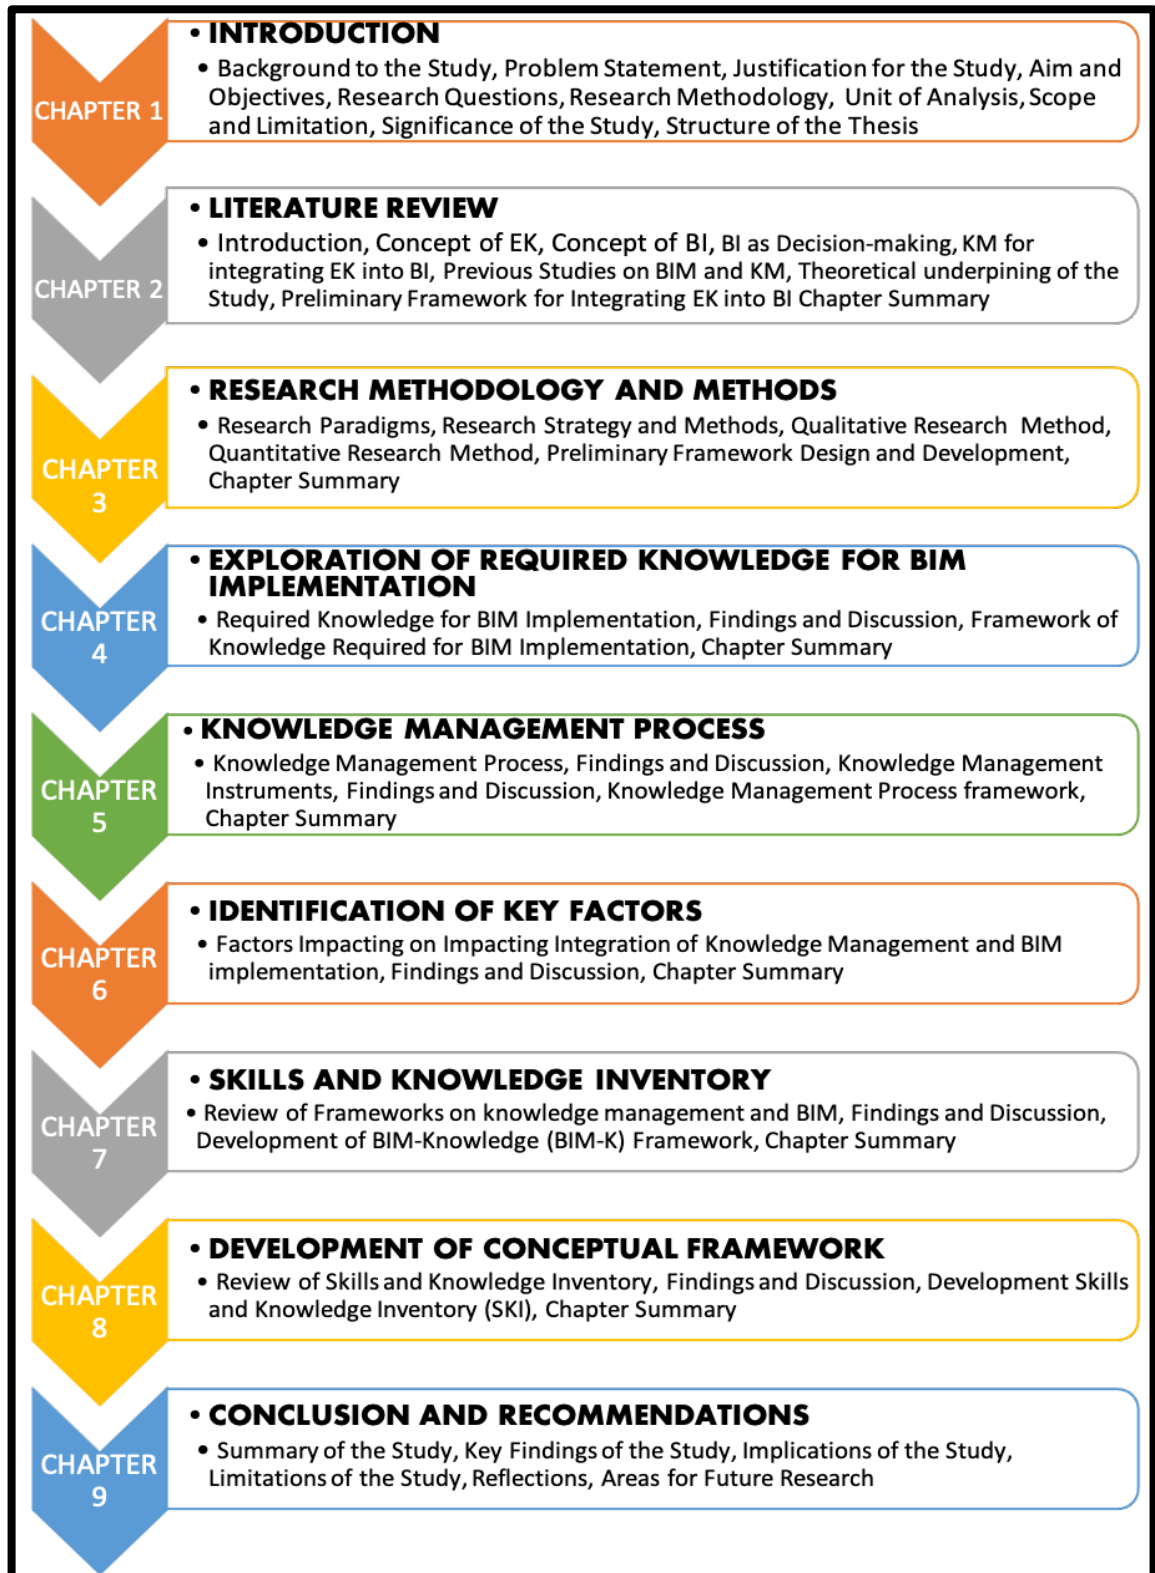 CHAPTER 1
• INTRODUCTION
• Background to the Study, Problem Statement, Justification for the Study, Aim and
Objectives, Research Questions, Research Methodology, Unit of Analysis, Scope
and Limitation, Significance of the Study, Structure of the Thesis
CHAPTER 2
• LITERATURE REVIEW
• Introduction, Concept of EK, Concept of BI, BI as Decision-making, KM for
integrating EK into BI, Previous Studies on BIM and KM, Theoretical underpining of the
Study, Preliminary Framework for Integrating EK into BI Chapter Summary
CHAPTER
3
• RESEARCH METHODOLOGY AND METHODS
• Research Paradigms, Research Strategy and Methods, Qualitative Research Method,
Quantitative Research Method, Preliminary Framework Design and Development,
Chapter Summary
CHAPTER
4
• EXPLORATION OF REQUIRED KNOWLEDGE FOR BIM
IMPLEMENTATION
• Required Knowledge for BIM Implementation, Findings and Discussion, Framework of
Knowledge Required for BIM Implementation, Chapter Summary
CHAPTER
5
• KNOWLEDGE MANAGEMENT PROCESS
• Knowledge Management Process, Findings and Discussion, Knowledge Management
Instruments, Findings and Discussion, Knowledge Management Process framework,
Chapter Summary
CHAPTER
6
• IDENTIFICATION OF KEY FACTORS
• Factors Impacting on Impacting Integration of Knowledge Management and BIM
implementation, Findings and Discussion, Chapter Summary
CHAPTER
7
• SKILLS AND KNOWLEDGE INVENTORY
• Review of Frameworks on knowledge management and BIM, Findings and Discussion,
Development of BIM-Knowledge (BIM-K) Framework, Chapter Summary
CHAPTER
8
• DEVELOPMENT OF CONCEPTUAL FRAMEWORK
• Review of Skills and Knowledge Inventory, Findings and Discussion, Development Skills
and Knowledge Inventory (SKI), Chapter Summary
CHAPTER
9
• CONCLUSION AND RECOMMENDATIONS
• Summary of the Study, Key Findings of the Study, Implications of the Study,
Limitations of the Study, Reflections, Areas for Future Research